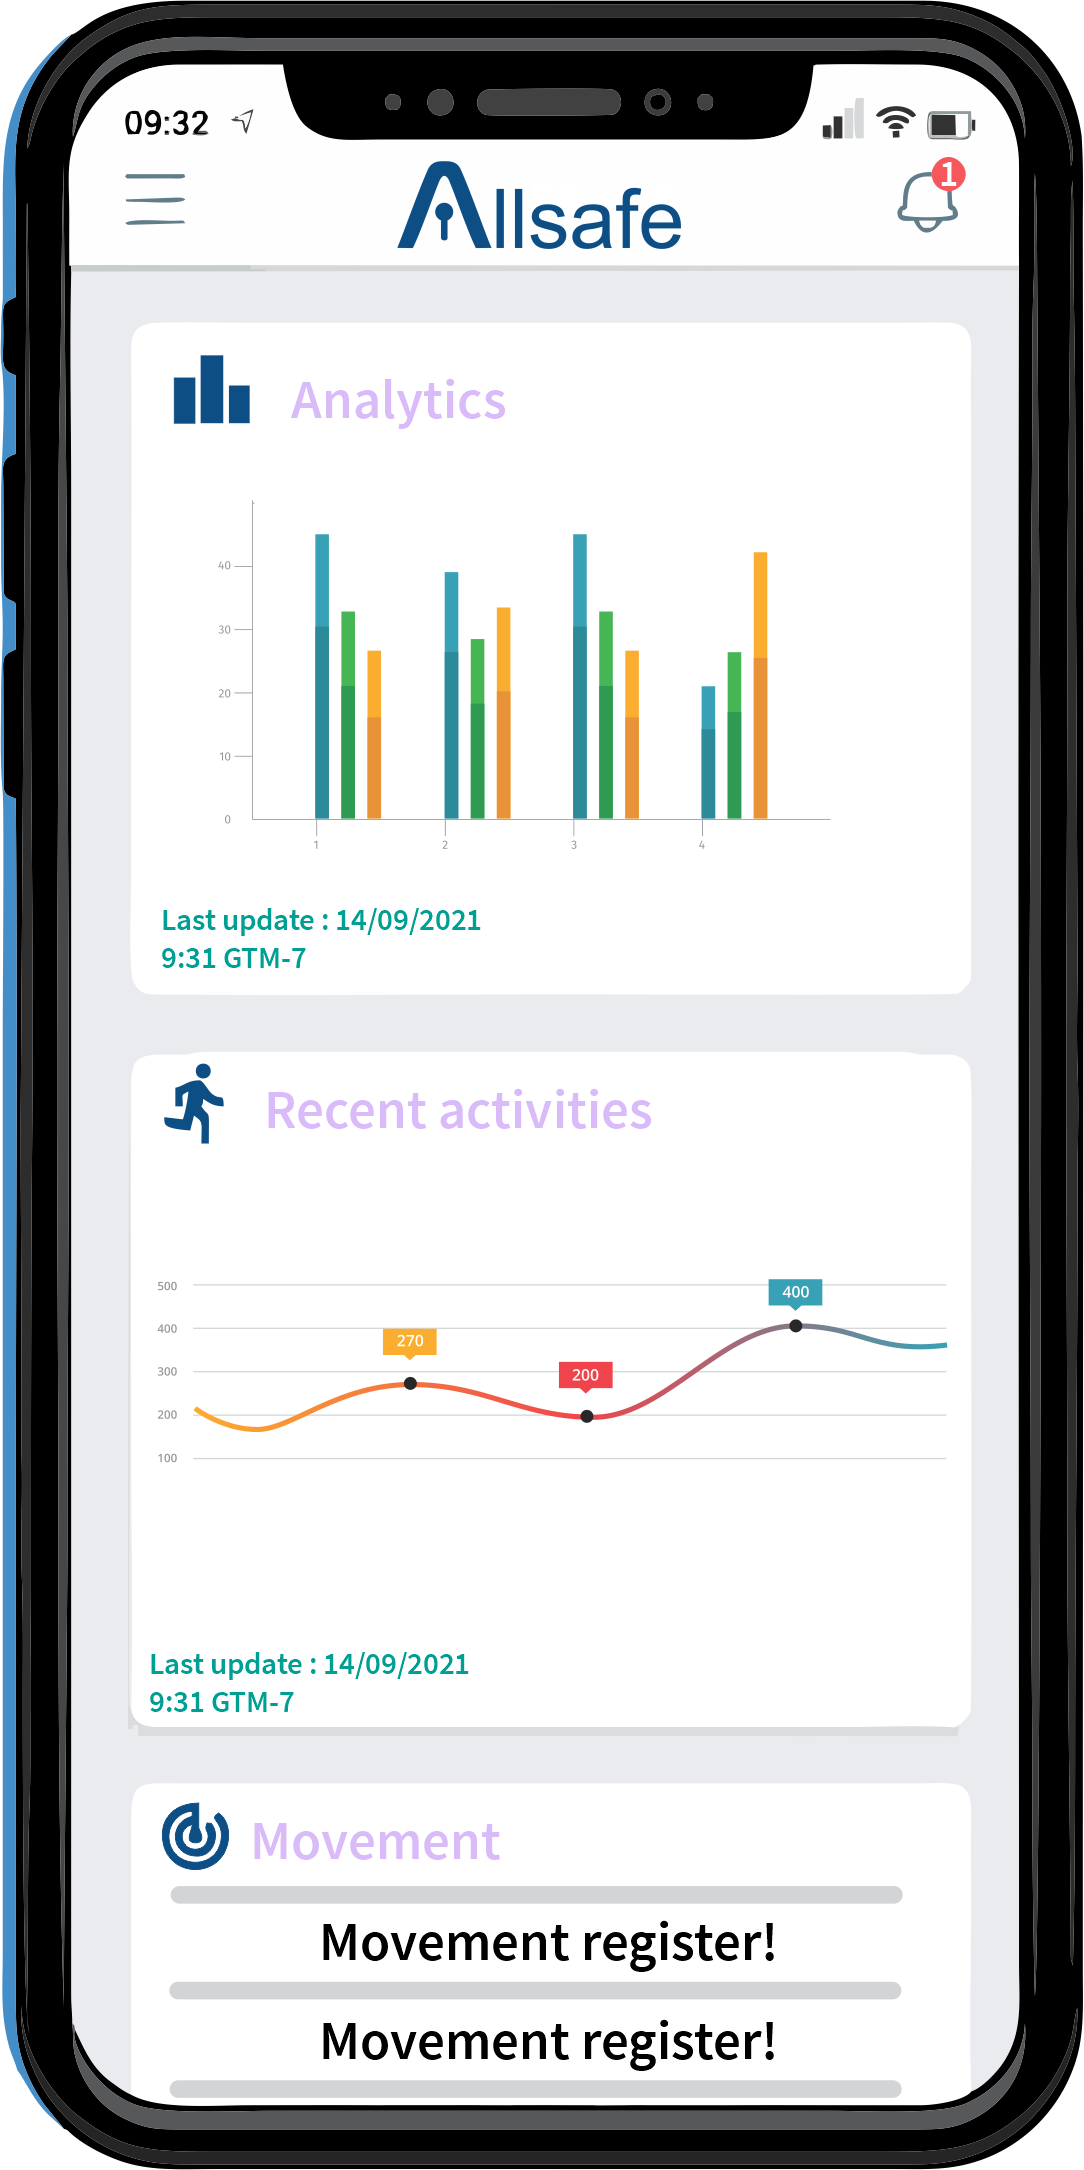 09:32
Allsafe
1
Analytics
40
30
20
10
0
1 2 3 4
Last update : 14/09/2021
9:31 GTM-7
Recent activities
500
400
300
200
100
270
200
400
Last update : 14/09/2021
9:31 GTM-7
Movement
Movement register!
Movement register!